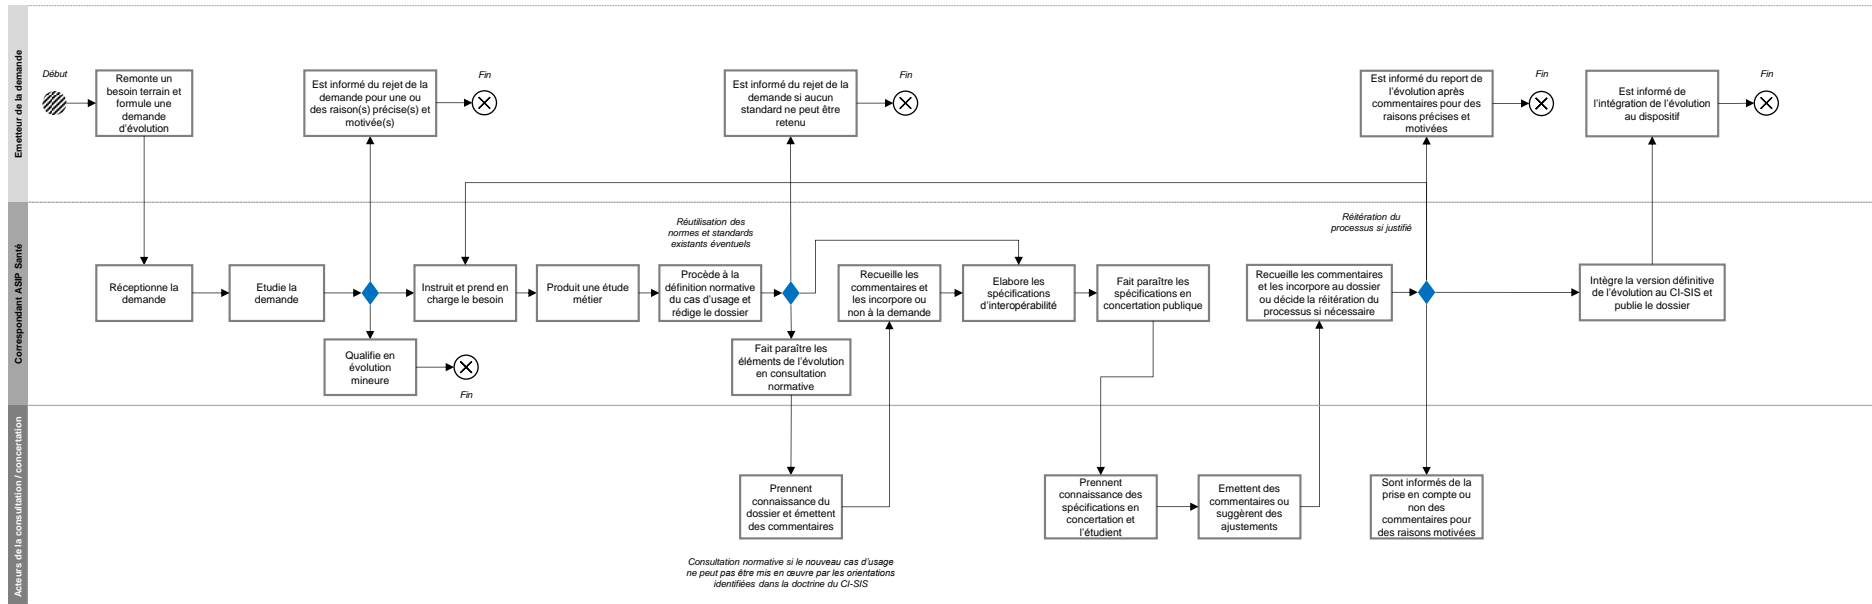 Emetteur de la demande
Début
Remonte un
besoin terrain et
formule une
demande
d'évolution
Est informé du rejet de la
demande pour une ou
des raison(s) précise(s) et
motivée(s)
Fin
Est informé du rejet de la
demande si aucun
standard ne peut être
retenu
Fin
Est informé du report de
l'évolution après
commentaires pour des
raisons précises et
motivées
Fin
Est informé de
l'intégration de l'évolution
au dispositif
Fin
Correspondant ASIP Santé
Réceptionne la
demande
Etudie la
demande
Instruit et prend en
charge le besoin
Produit une étude
métier
Réutilisation des
normes et standards
existants éventuels
Procède à la
définition normative
du cas d'usage et
rédige le dossier
Recueille les
commentaires et
les incorpore ou
non à la demande
Elabore les
spécifications
d'interopérabilité
Fait paraître les
spécifications en
concertation publique
Réitération du
processus si justifié
Recueille les commentaires
et les incorpore au dossier
ou décide la réitération du
processus si nécessaire
Intègre la version définitive
de l'évolution au CI-SIS et
publie le dossier
Qualifie en
évolution
mineure
Fin
Fait paraître les
éléments de l'évolution
en consultation
normative
Acteurs de la consultation / concertation
Prennent
connaissance du
dossier et émettent
des commentaires
Consultation normative si le nouveau cas d'usage
ne peut pas être mis en œuvre par les orientations
identifiées dans la doctrine du CI-SIS
Prennent
connaissance des
spécifications en
concertation et
l'étudient
Emettent des
commentaires ou
suggèrent des
ajustements
Sont informés de la
prise en compte ou
non des
commentaires pour
des raisons motivées